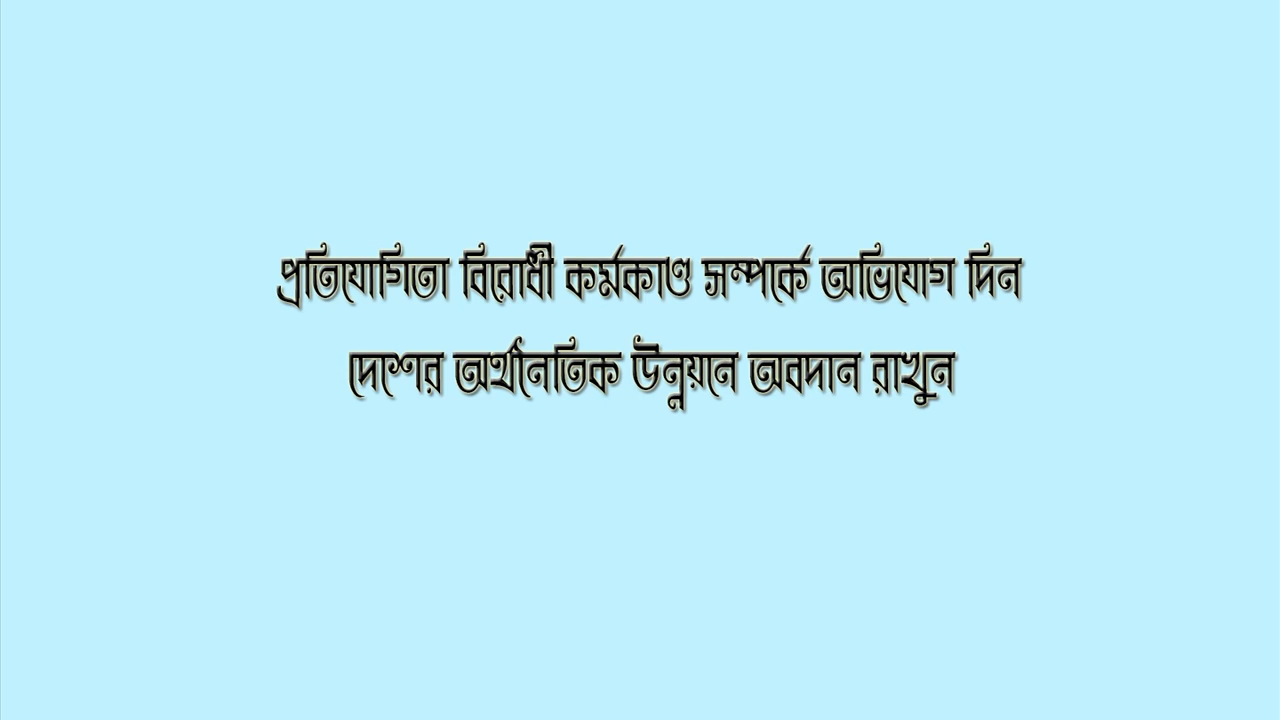 প্রতিযোগিতা বিরোধী কর্মকাণ্ড সম্পর্কে অভিযোগ দিন
দেশের অর্থনৈতিক উন্নয়নে অবদান রাখুন